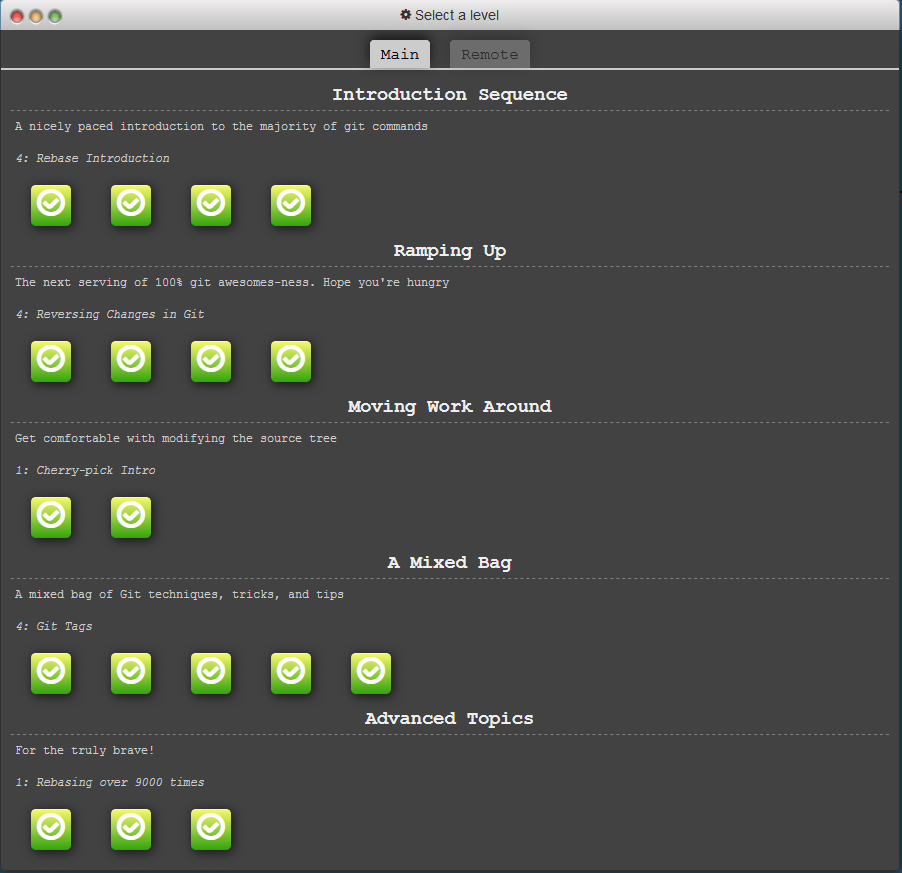 Select a level
Main Remote
Introduction Sequence
A nicely paced introduction to the majority of git commands
4: Rebase Introduction
Ramping Up
The next serving of 100% git awesomes-ness. Hope you're hungry
4: Reversing Changes in Git
Moving Work Around
Get comfortable with modifying the source tree
1: Cherry-pick Intro
A Mixed Bag
A mixed bag of Git techniques, tricks, and tips
4: Git Tags
Advanced Topics
For the truly brave!
1: Rebasing over 9000 times